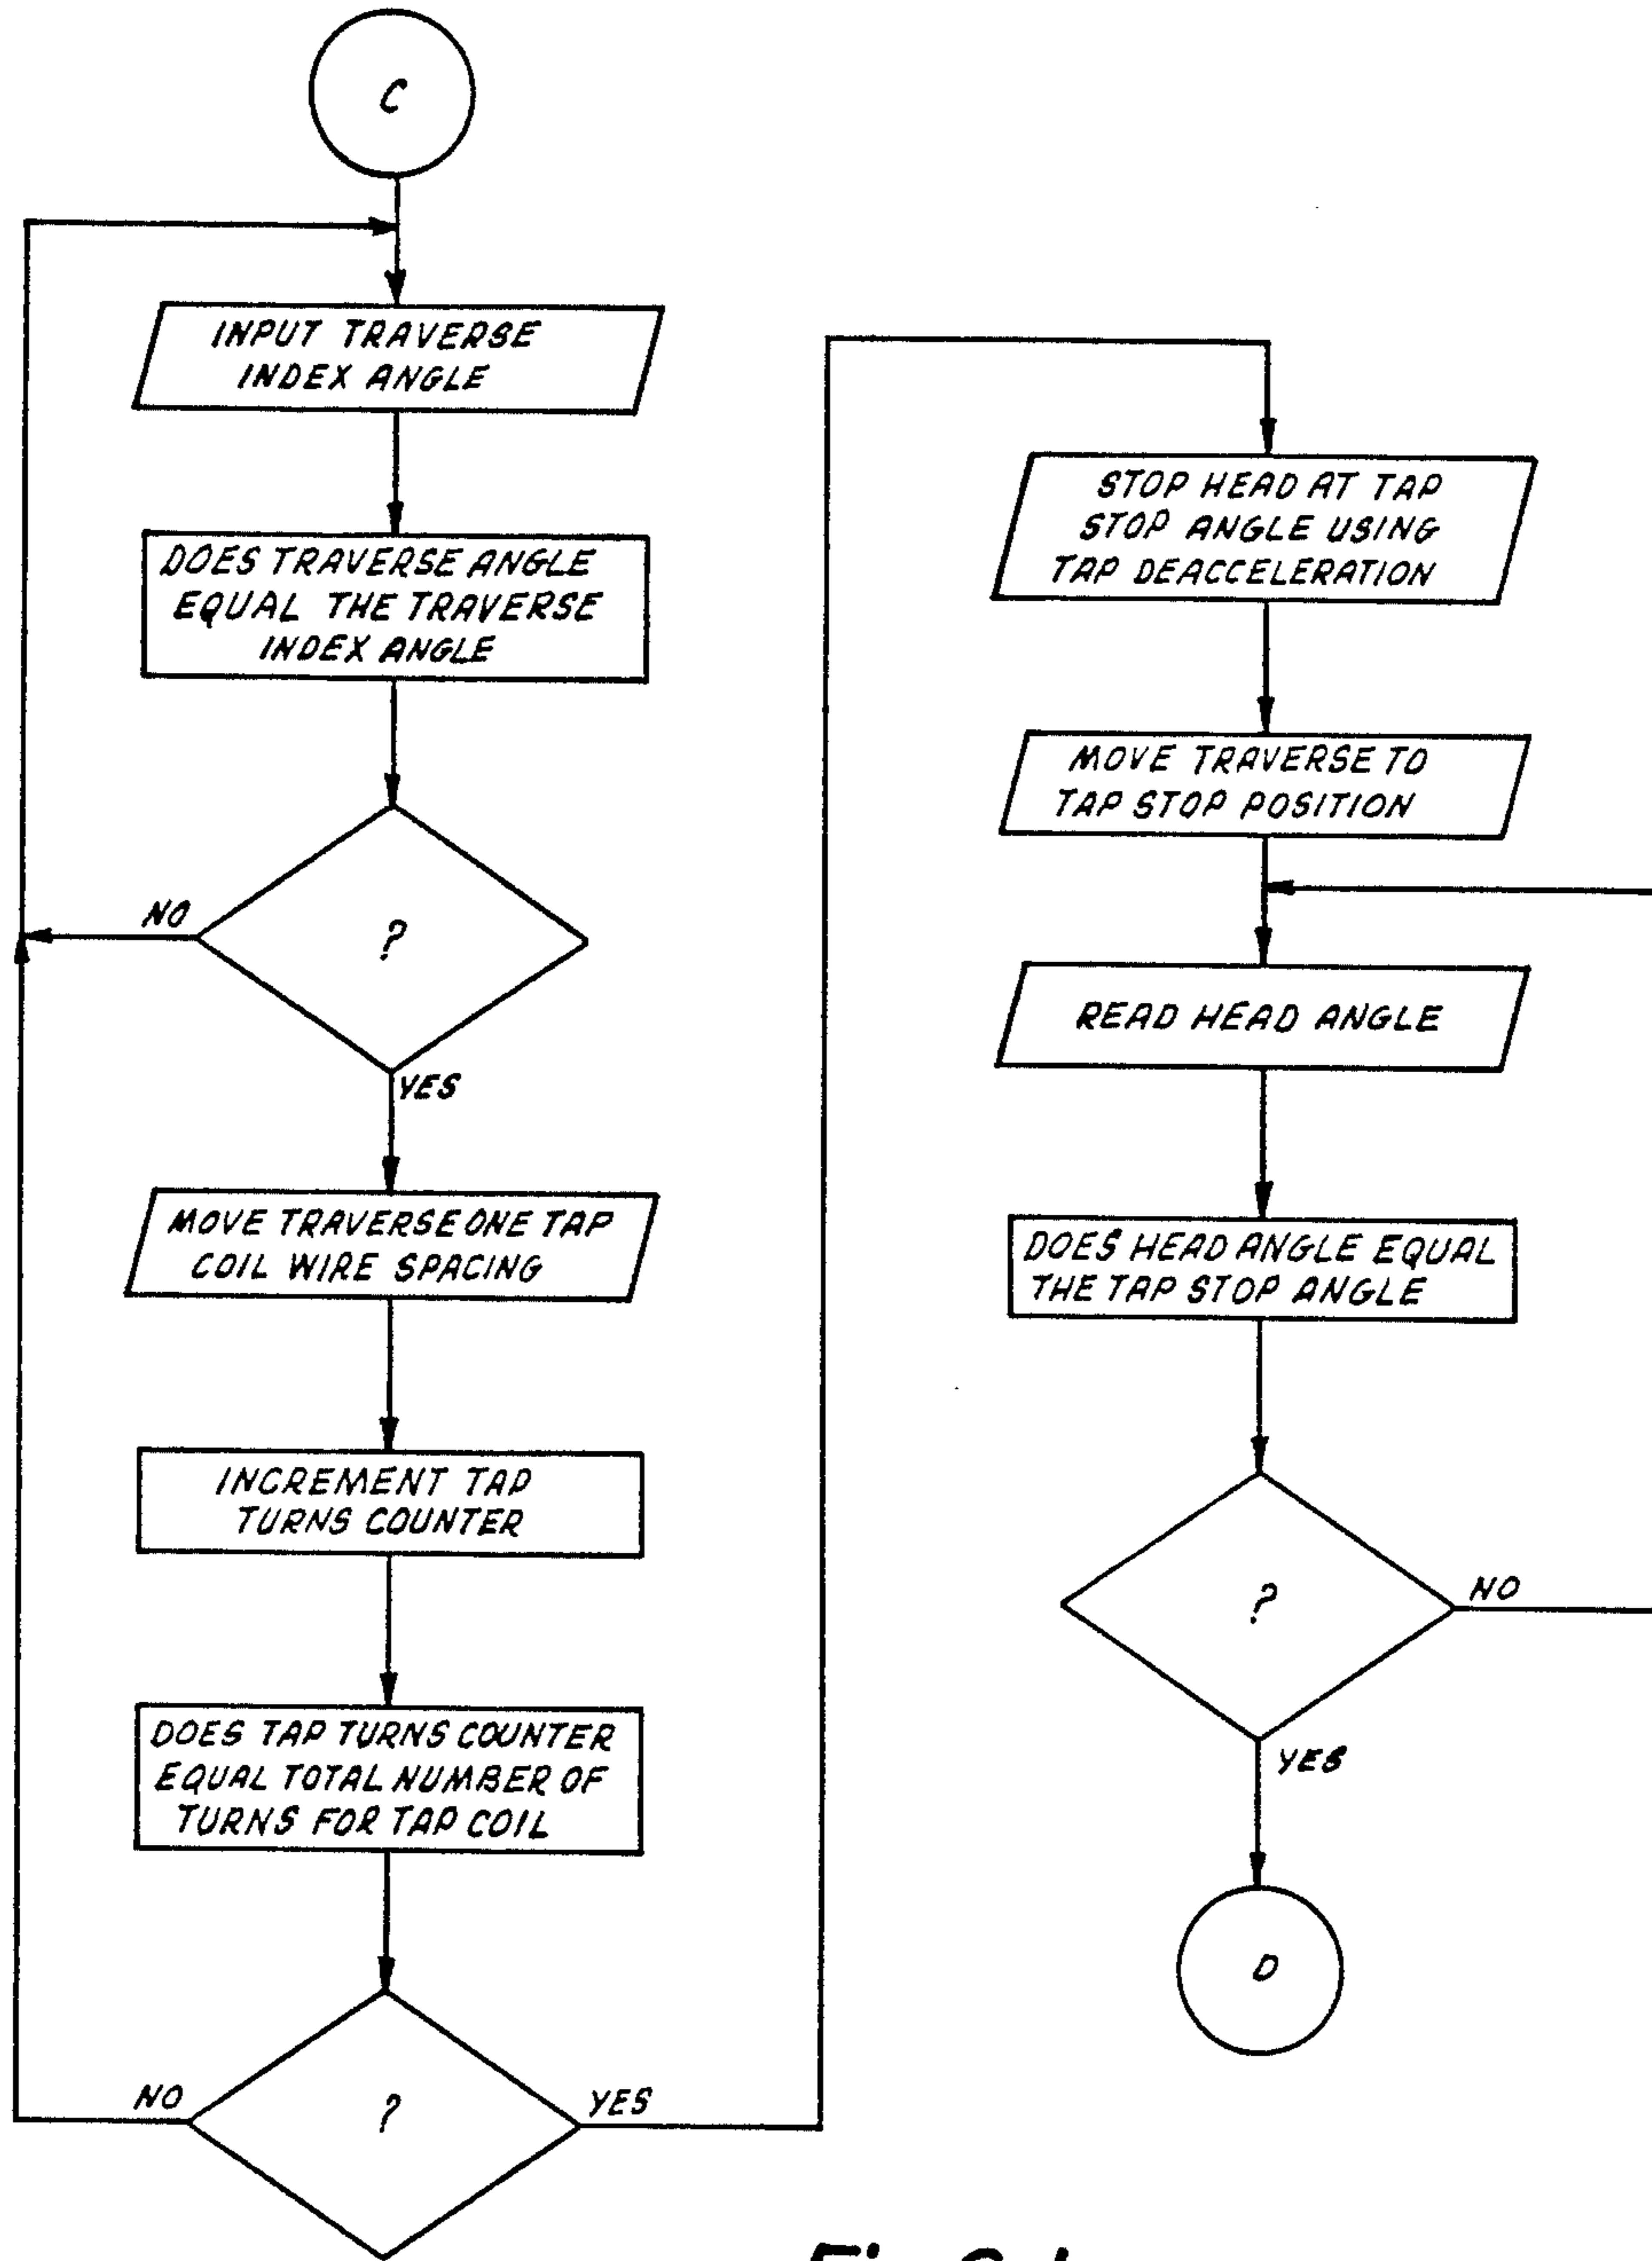 C
INPUT TRAVERSE
INDEX ANGLE
DOES TRAVERSE ANGLE
EQUAL THE TRAVERSE
INDEX ANGLE
?
NO
YES
MOVE TRAVERSE ONE TAP
COIL WIRE SPACING
INCREMENT TAP
TURNS COUNTER
DOES TAP TURNS COUNTER
EQUAL TOTAL NUMBER OF
TURNS FOR TAP COIL
?
NO
YES
STOP HEAD AT TAP
STOP ANGLE USING
TAP DEACCELERATION
MOVE TRAVERSE TO
TAP STOP POSITION
READ HEAD ANGLE
DOES HEAD ANGLE EQUAL
THE TAP STOP ANGLE
?
NO
YES
D